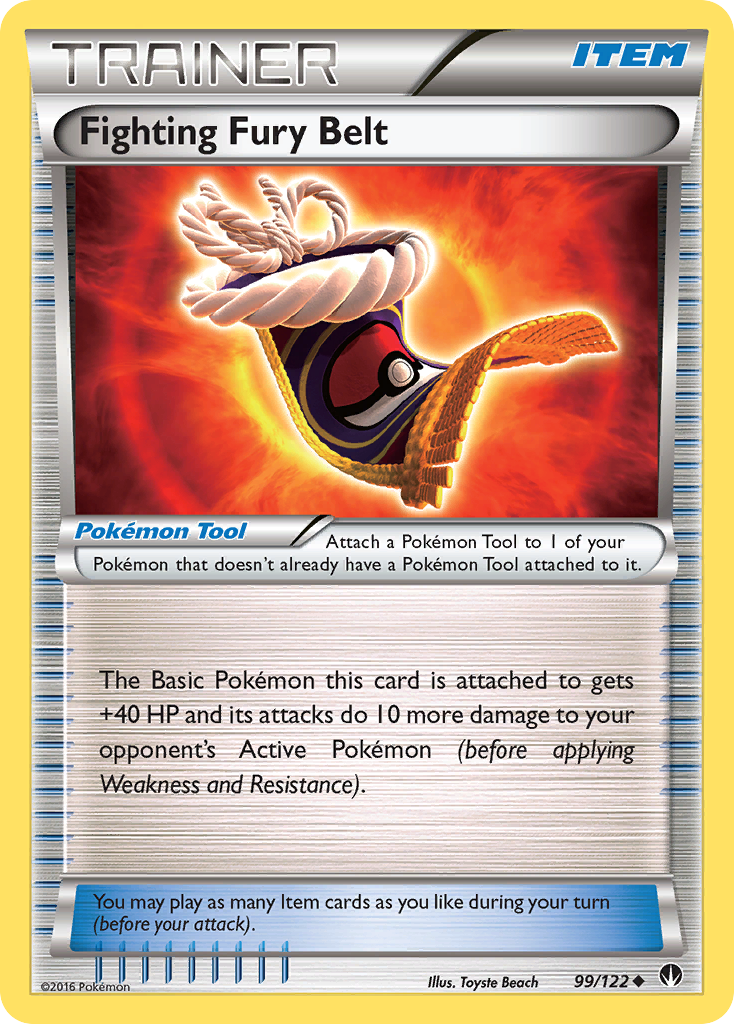 TRAINER
ITEM
Fighting Fury Belt
Pokémon Tool
Attach a Pokémon Tool to 1 of your
Pokémon that doesn't already have a Pokémon Tool attached to it.
The Basic Pokémon this card is attached to gets
+40 HP and its attacks do 10 more damage to your
opponent's Active Pokémon (before applying
Weakness and Resistance).
You may play as many Item cards as you like during your turn
(before your attack).
©2016 Pokémon
Illus. Toyste Beach
99/122